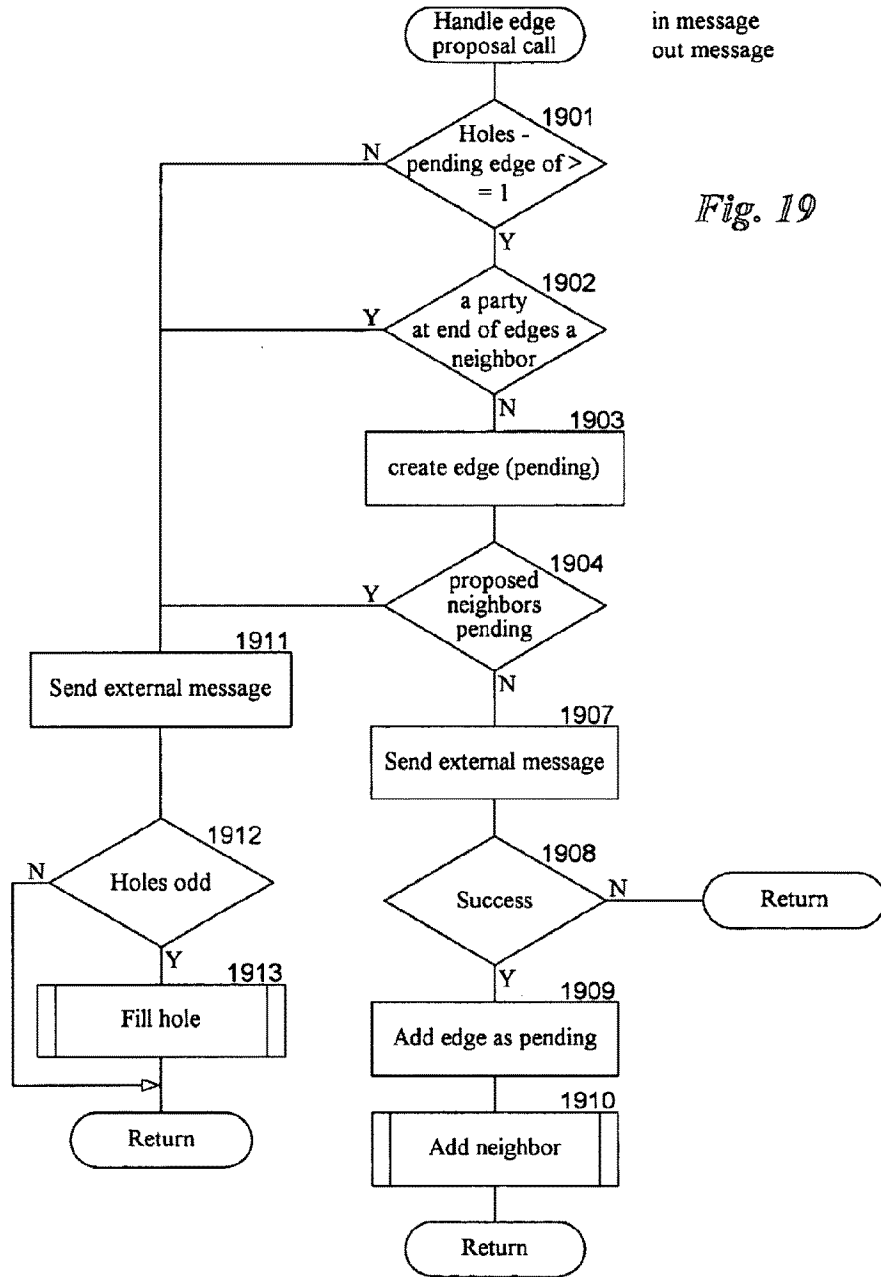 Handle edge
proposal call
in message
out message
1901
Holes -
pending edge of >
= 1
N
Y
Fig. 19
1902
a party
at end of edges a
neighbor
Y
N
1903
create edge (pending)
1904
proposed
neighbors
pending
Y
N
1911
Send external message
1907
Send external message
1912
Holes odd
N
Y
1908
Success
N
Return
Y
1913
Fill hole
1909
Add edge as pending
Return
1910
Add neighbor
Return